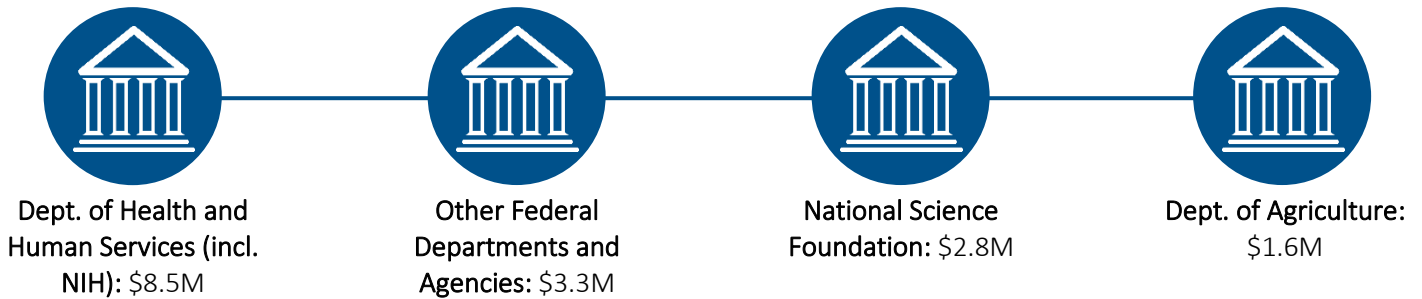 Dept. of Health and
Human Services (incl.
NIH): $8.5M
Other Federal
Departments and
Agencies: $3.3M
National Science
Foundation: $2.8M
Dept. of Agriculture:
$1.6M